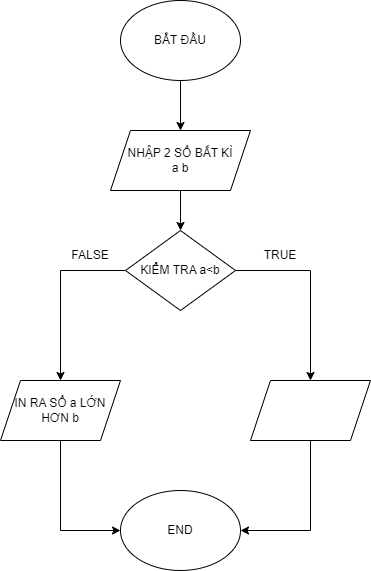 BẮT ĐẦU
NHẬP 2 SỐ BẤT KÌ
a b
KIỂM TRA a<b
FALSE
TRUE
IN RA SỐ a LỚN
HƠN b
END